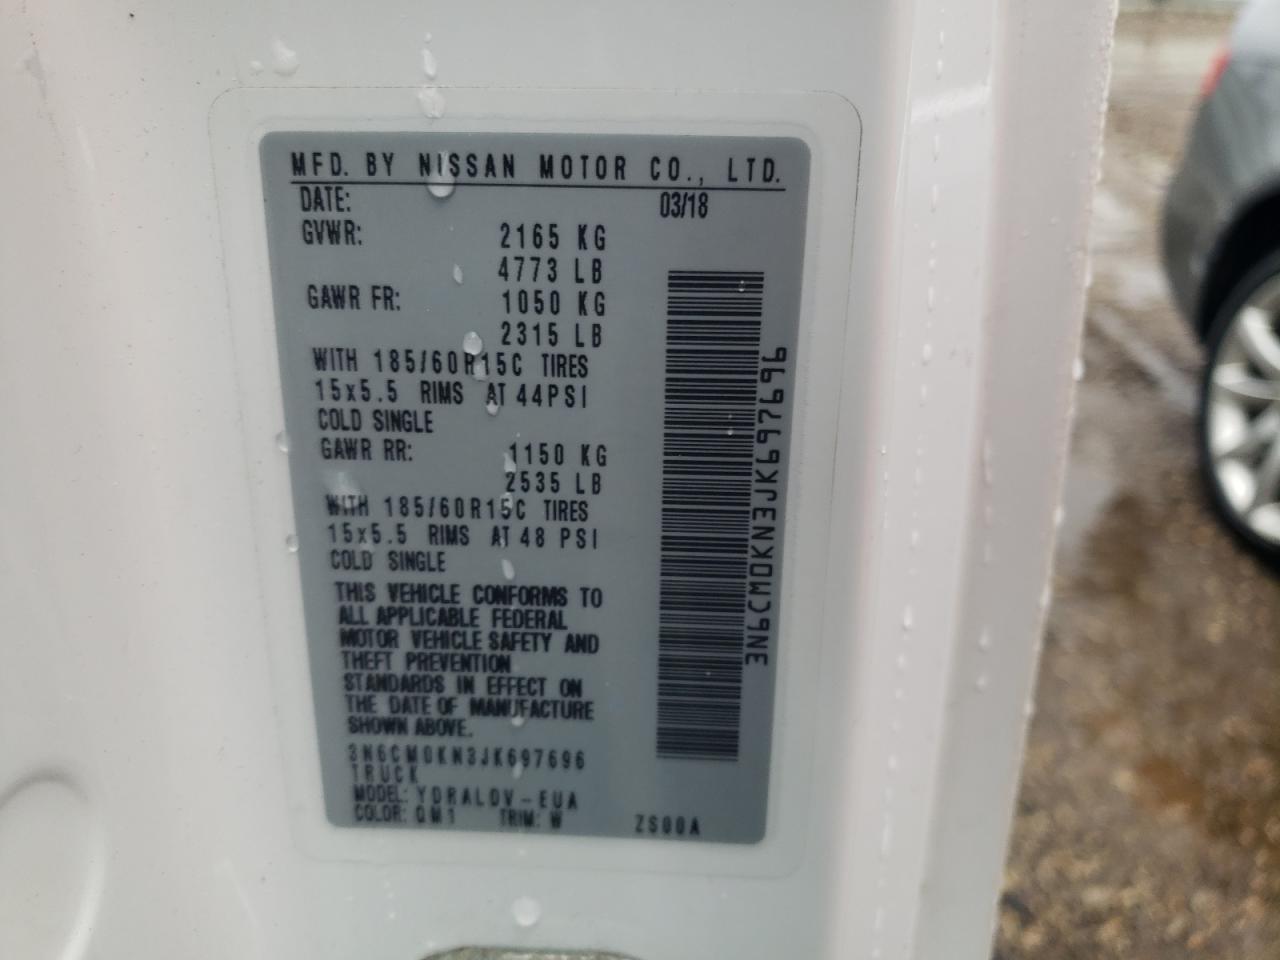 MFD. BY NISSAN MOTOR CO., LTD.
DATE: 03/18
GVWR: 2165 KG
4773 LB
GAWR FR: 1050 KG
2315 LB
WITH 185/60R15C TIRES
15x5.5 RIMS AT 44PSI
COLD SINGLE
GAWR RR: 1150 KG
2535 LB
WITH 185/60R15C TIRES
15x5.5 RIMS AT 48 PSI
COLD SINGLE
THIS VEHICLE CONFORMS TO
ALL APPLICABLE FEDERAL
MOTOR VEHICLE SAFETY AND
THEFT PREVENTION
STANDARDS IN EFFECT ON
THE DATE OF MANUFACTURE
SHOWN ABOVE.
3N6CM0KN3JK697696
TRUCK
MODEL: YDRALDV-EUA
COLOR: QM1 TRIM: W ZS00A
3N6CM0KN3JK697696